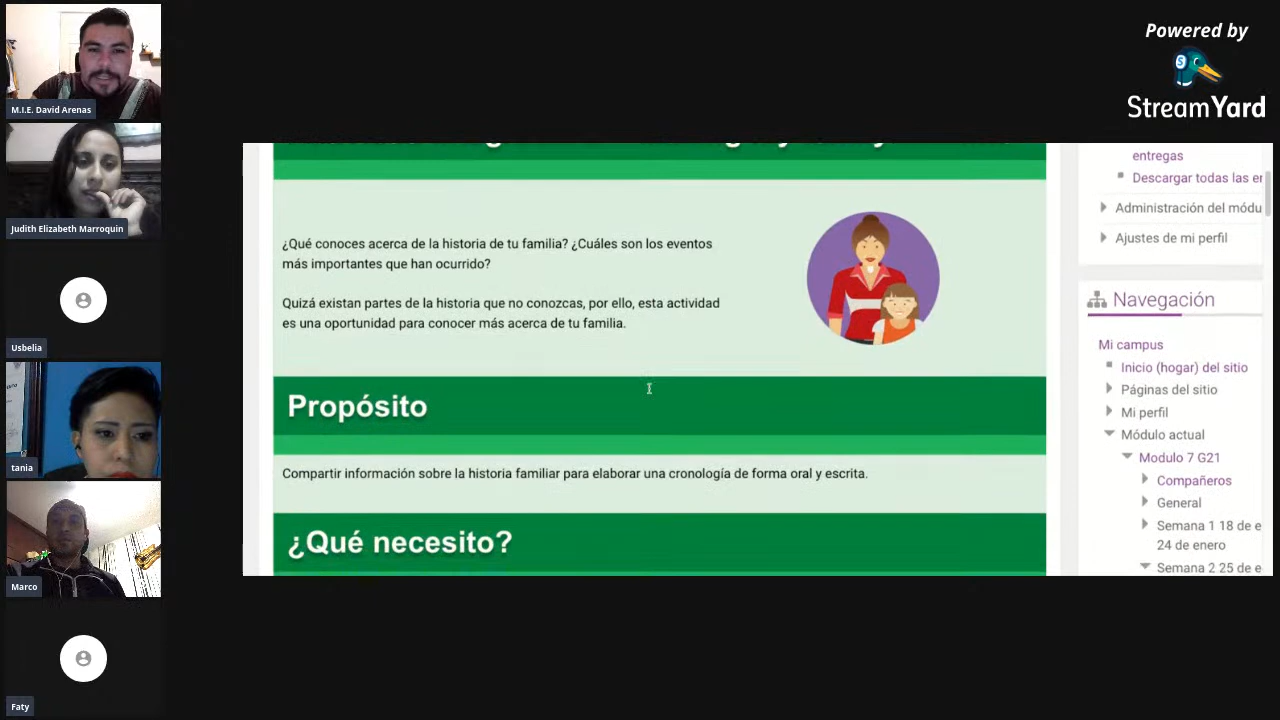 M.I.E. David Arenas
Judith Elizabeth Marroquin
Usbelia
tania
Marco
Faty
Powered by
StreamYard
¿Qué conoces acerca de la historia de tu familia? ¿Cuáles son los eventos
más importantes que han ocurrido?
Quizá existan partes de la historia que no conozcas, por ello, esta actividad
es una oportunidad para conocer más acerca de tu familia.
Propósito
Compartir información sobre la historia familiar para elaborar una cronología de forma oral y escrita.
¿Qué necesito?
entregas
Descargar todas las en
Administración del módu
Ajustes de mi perfil
Navegación
Mi campus
Inicio (hogar) del sitio
Páginas del sitio
Mi perfil
Módulo actual
Modulo 7 G21
Compañeros
General
Semana 1 18 de e
24 de enero
Semana 2 25 de e